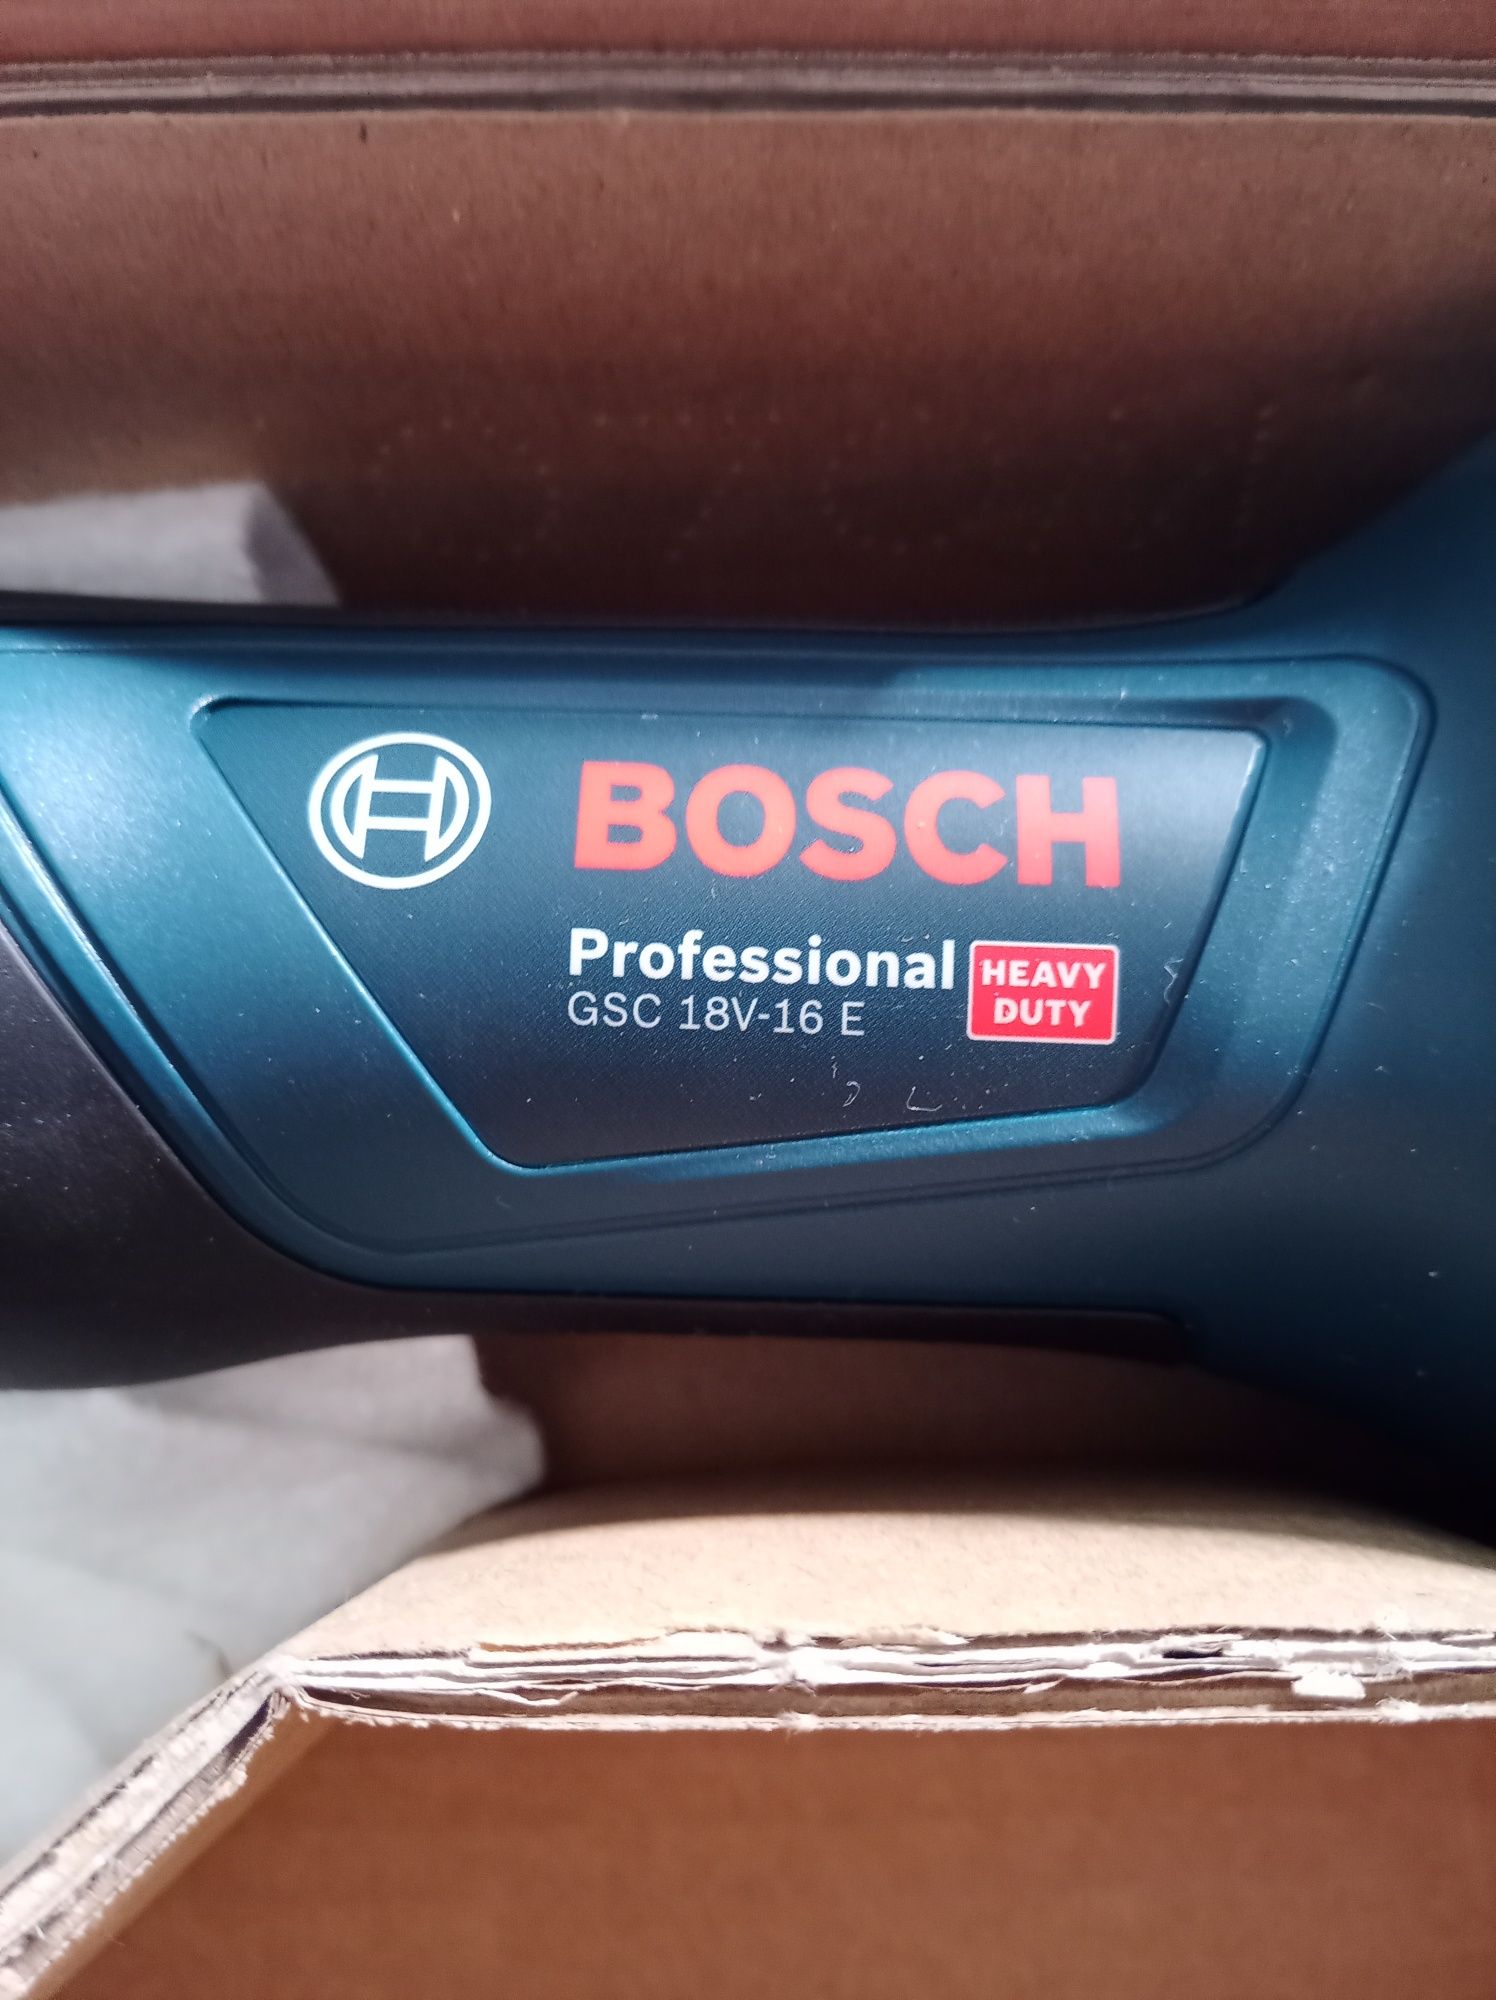 BOSCH
Professional
GSC 18V-16 E
HEAVY
DUTY